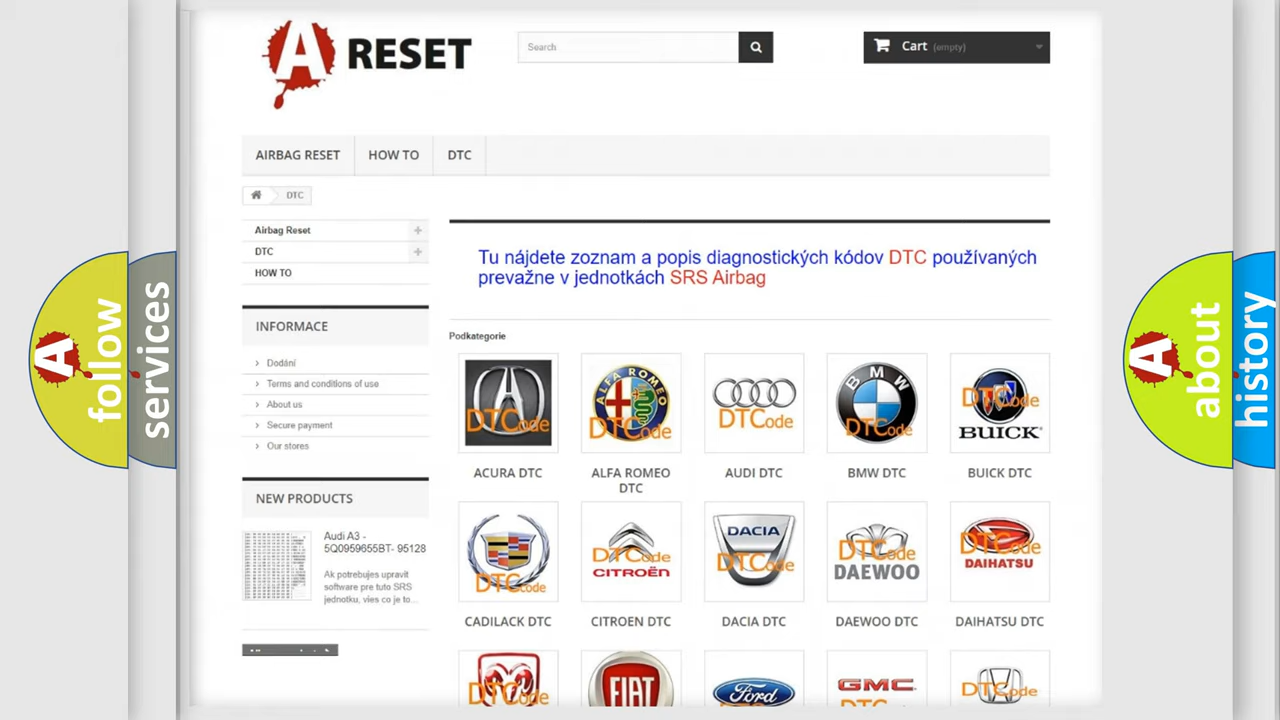 A RESET
Search
Cart (empty)
AIRBAG RESET
HOW TO
DTC
DTC
Airbag Reset
DTC
HOW TO
Tu nájdete zoznam a popis diagnostických kódov DTC používaných
prevažne v jednotkách SRS Airbag
INFORMACE
Dodání
Terms and conditions of use
About us
Secure payment
Our stores
Podkategorie
DTCode
ALFA ROMEO
DTCode
DTCode
BMW
DTCode
DTCode
BUICK
ACURA DTC
ALFA ROMEO
DTC
AUDI DTC
BMW DTC
BUICK DTC
NEW PRODUCTS
Audi A3 -
5Q0959655BT- 95128
Ak potrebujes upravit
software pre tuto SRS
jednotku, vies co je to...
DTCode
DTCode
CITROËN
DACIA
DTCode
DTCode
DAEWOO
DTCode
DAIHATSU
CADILACK DTC
CITROEN DTC
DACIA DTC
DAEWOO DTC
DAIHATSU DTC
DTCode
FIAT
Ford
GMC
DTCode
A
follow
services
A
about
history